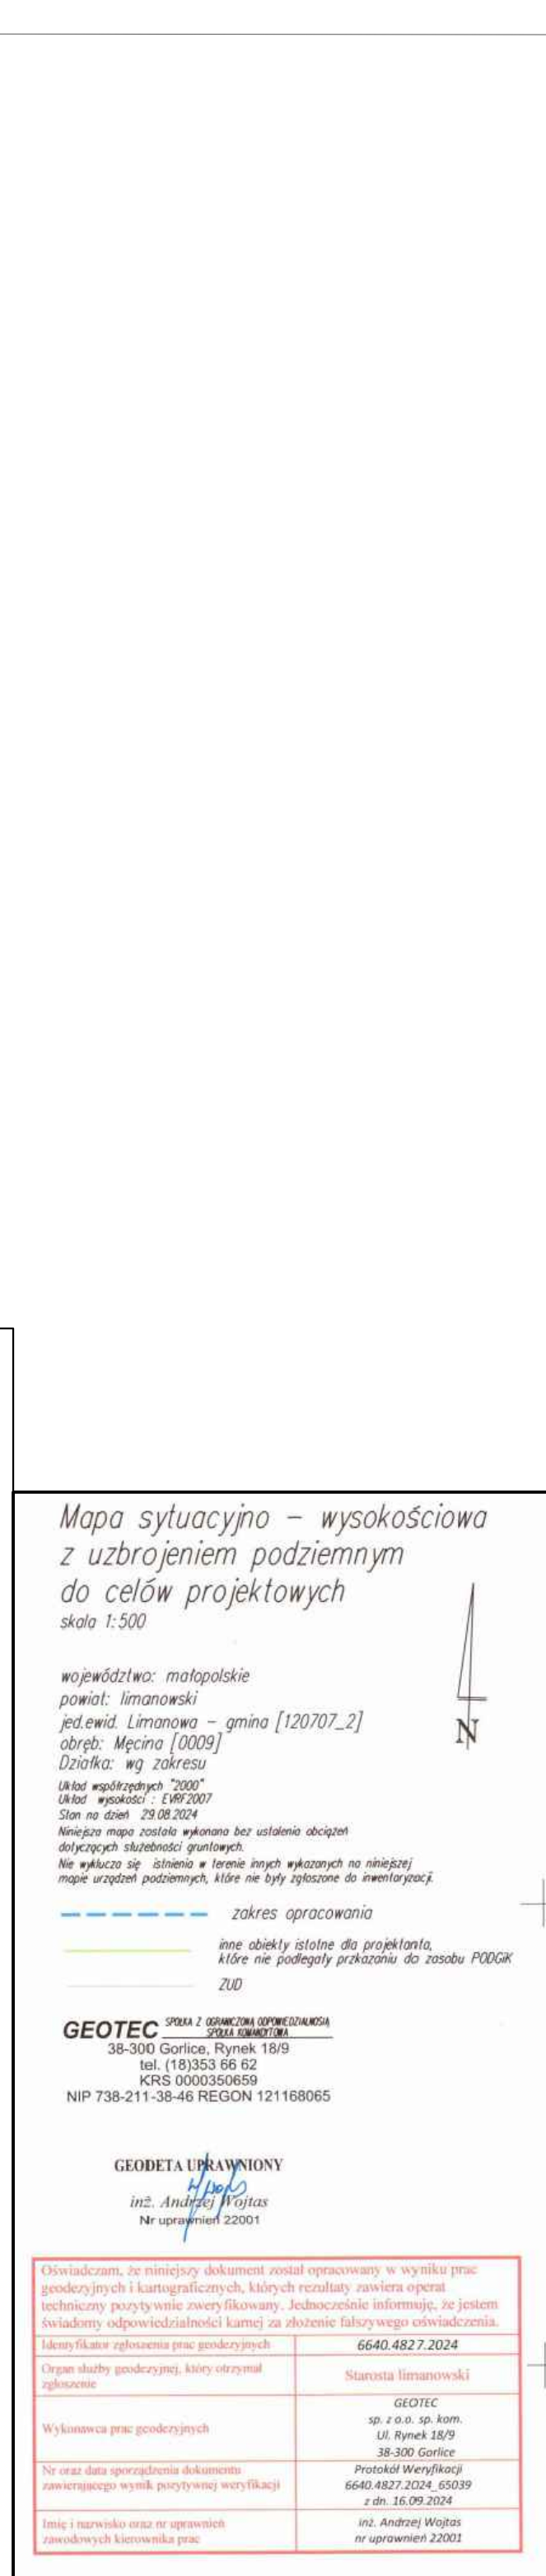 Mapa sytuacyjno – wysokościowa
z uzbrojeniem podziemnym
do celów projektowych
skala 1:500
województwo: małopolskie
powiat: limanowski
jed.ewid. Limanowa – gmina [120707_2]
obręb: Męcina [0009]
Działka: wg zakresu
N
Układ współrzędnych "2000"
Układ wysokości : EVRF2007
Stan na dzień 29.08.2024
Niniejsza mapa została wykonana bez ustalenia obciążeń
dotyczących służebności gruntowych.
Nie wyklucza się istnienia w terenie innych wykazanych na niniejszej
mapie urządzeń podziemnych, które nie były zgłoszone do inwentaryzacji.
zakres opracowania
inne obiekty istotne dla projektanta,
które nie podlegały przkazaniu do zasobu PODGiK
ZUD
GEOTEC SPÓŁKA Z OGRANICZONĄ ODPOWIEDZIALNOŚCIĄ
SPÓŁKA KOMANDYTOWA
38-300 Gorlice, Rynek 18/9
tel. (18)353 66 62
KRS 0000350659
NIP 738-211-38-46 REGON 121168065
GEODETA UPRAWNIONY
inż. Andrzej Wojtas
Nr uprawnień 22001
Oświadczam, że niniejszy dokument został opracowany w wyniku prac
geodezyjnych i kartograficznych, których rezultaty zawiera operat
techniczny pozytywnie zweryfikowany. Jednocześnie informuję, że jestem
świadomy odpowiedzialności karnej za złożenie fałszywego oświadczenia.
Identyfikator zgłoszenia prac geodezyjnych
6640.4827.2024
Organ służby geodezyjnej, który otrzymał
zgłoszenie
Starosta limanowski
Wykonawca prac geodezyjnych
GEOTEC
sp. z o.o. sp. kom.
Ul. Rynek 18/9
38-300 Gorlice
Nr oraz data sporządzenia dokumentu
zawierającego wynik pozytywnej weryfikacji
Protokół Weryfikacji
6640.4827.2024_65039
z dn. 16.09.2024
Imię i nazwisko oraz nr uprawnień
zawodowych kierownika prac
inż. Andrzej Wojtas
nr uprawnień 22001